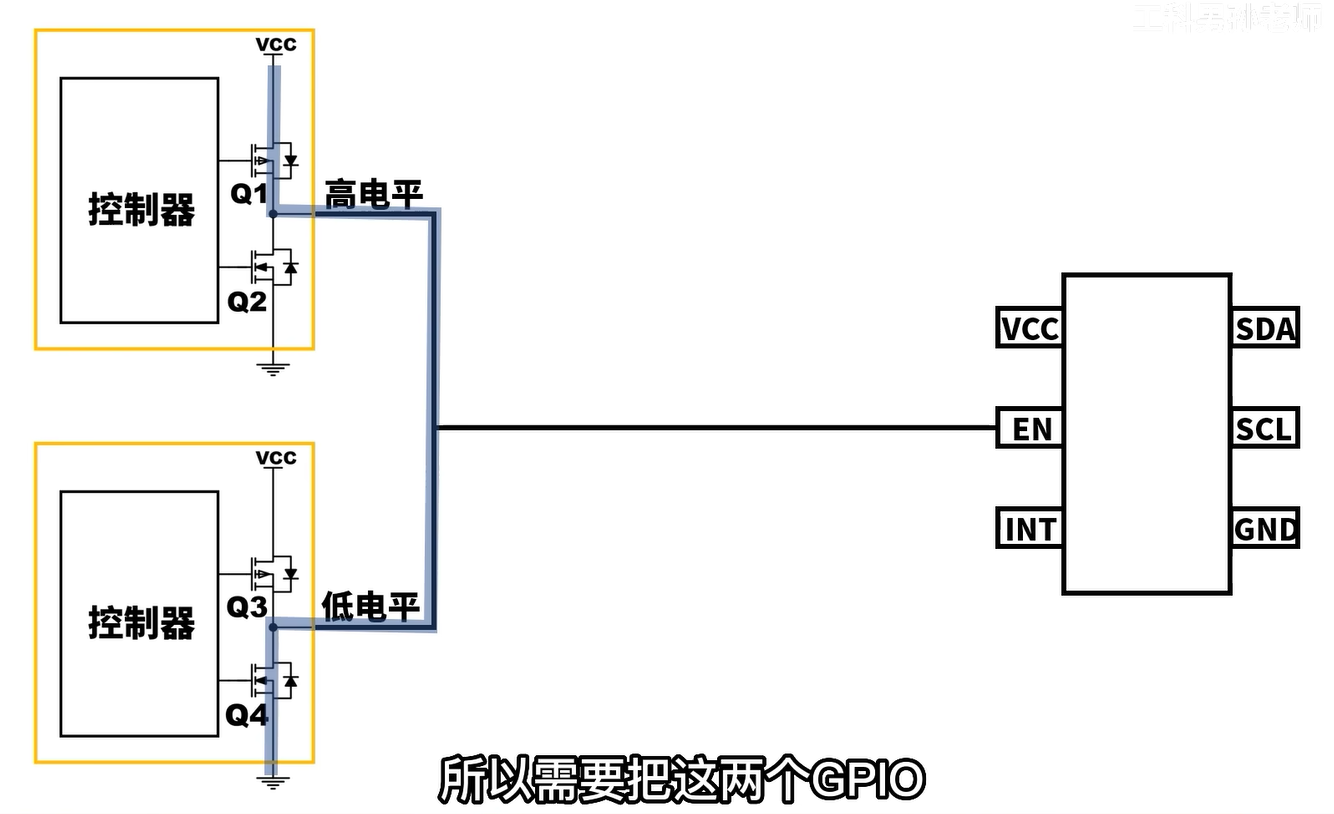 工科男孙老师
VCC
控制器
Q1
高电平
Q2
VCC
控制器
Q3
低电平
Q4
VCC
SDA
EN
SCL
INT
GND
所以需要把这两个GPIO